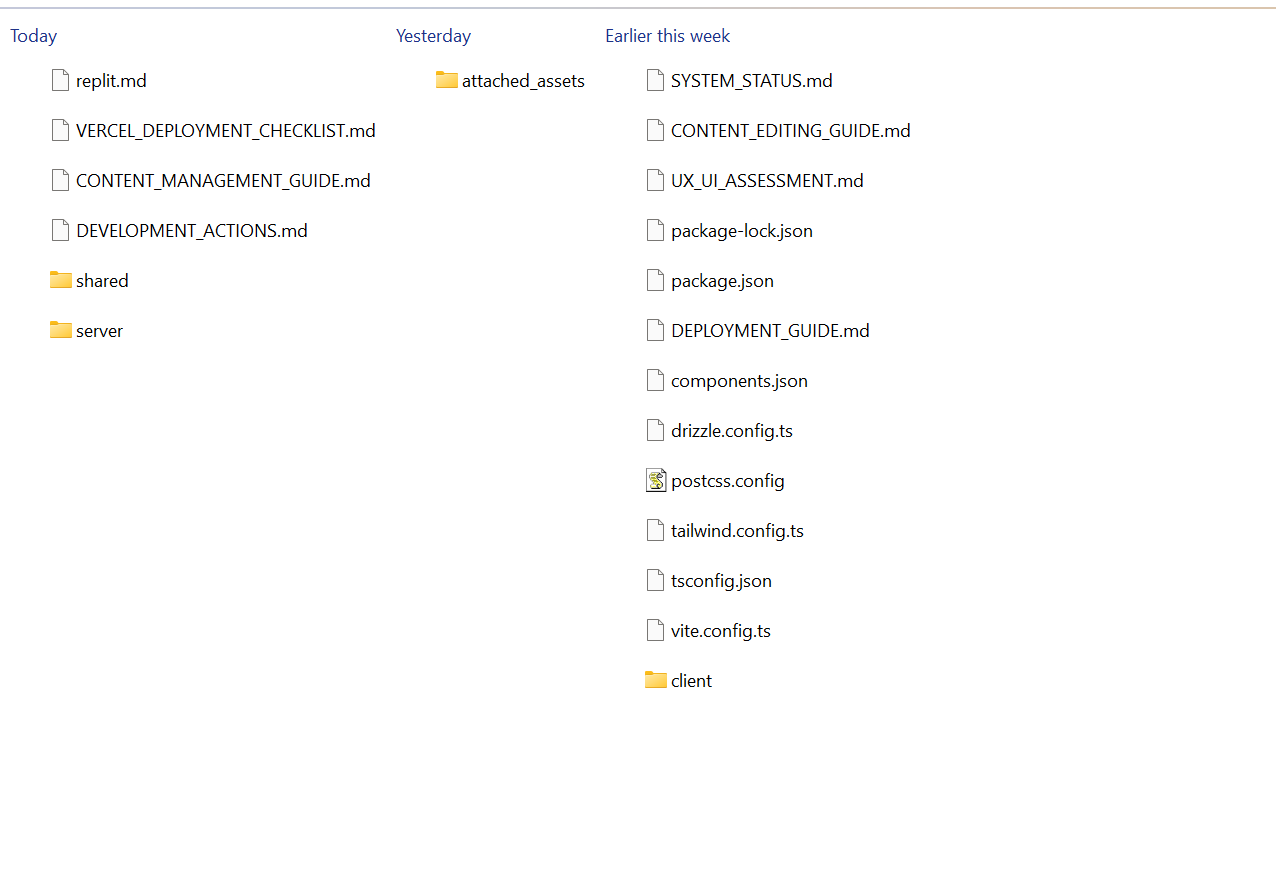 Today
replit.md
VERCEL_DEPLOYMENT_CHECKLIST.md
CONTENT_MANAGEMENT_GUIDE.md
DEVELOPMENT_ACTIONS.md
shared
server
Yesterday
attached_assets
Earlier this week
SYSTEM_STATUS.md
CONTENT_EDITING_GUIDE.md
UX_UI_ASSESSMENT.md
package-lock.json
package.json
DEPLOYMENT_GUIDE.md
components.json
drizzle.config.ts
postcss.config
tailwind.config.ts
tsconfig.json
vite.config.ts
client